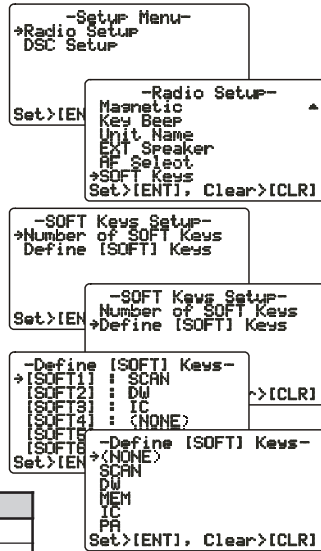 -Setup Menu-
→Radio Setup
DSC Setup
Set>[EN
-Radio Setup-
Magnetic ▲
Key Beep
Unit Name
EXT Speaker
AF Select
→SOFT Keys
Set>[ENT], Clear>[CLR]
-SOFT Keys Setup-
→Number of SOFT Keys
Define [SOFT] Keys
Set>[EN
-SOFT Keys Setup-
Number of SOFT Keys
→Define [SOFT] Keys
>[CLR]
-Define [SOFT] Keys-
→[SOFT1] : SCAN
[SOFT2] : DW
[SOFT3] : IC
[SOFT4] : (NONE)
[SOFT5
[SOFT6
Set>[EN
-Define [SOFT] Keys-
→(NONE)
SCAN
DW
MEM
IC
PA
Set>[ENT], Clear>[CLR]